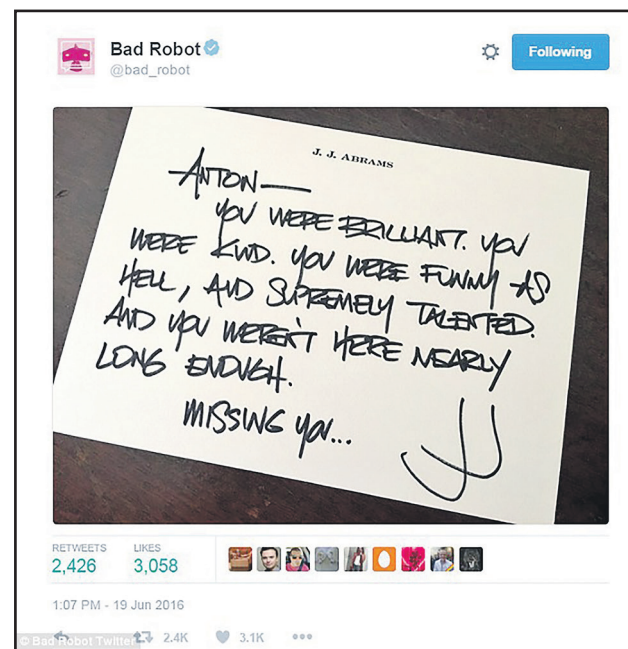 Bad Robot
@bad_robot
Following
J. J. ABRAMS
ANTON—
YOU WERE BRILLIANT. YOU
WERE KIND. YOU WERE FUNNY AS
HELL, AND SUPREMELY TALENTED.
AND YOU WEREN'T HERE NEARLY
LONG ENOUGH.
MISSING YOU...
JJ
RETWEETS LIKES
2,426 3,058
1:07 PM - 19 Jun 2016
2.4K 3.1K
© Bad Robot Twitter